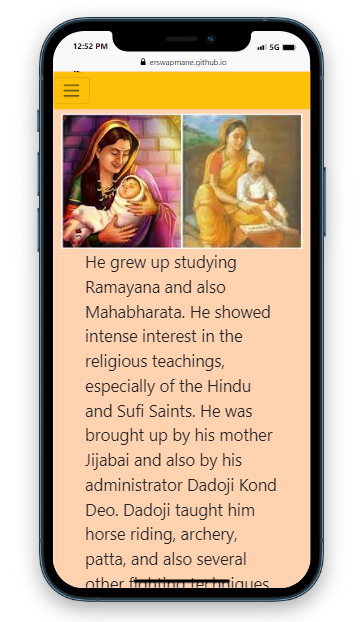 12:52 PM
5G
erswapmane.github.io
He grew up studying
Ramayana and also
Mahabharata. He showed
intense interest in the
religious teachings,
especially of the Hindu
and Sufi Saints. He was
brought up by his mother
Jijabai and also by his
administrator Dadoji Kond
Deo. Dadoji taught him
horse riding, archery,
patta, and also several
other fighting techniques